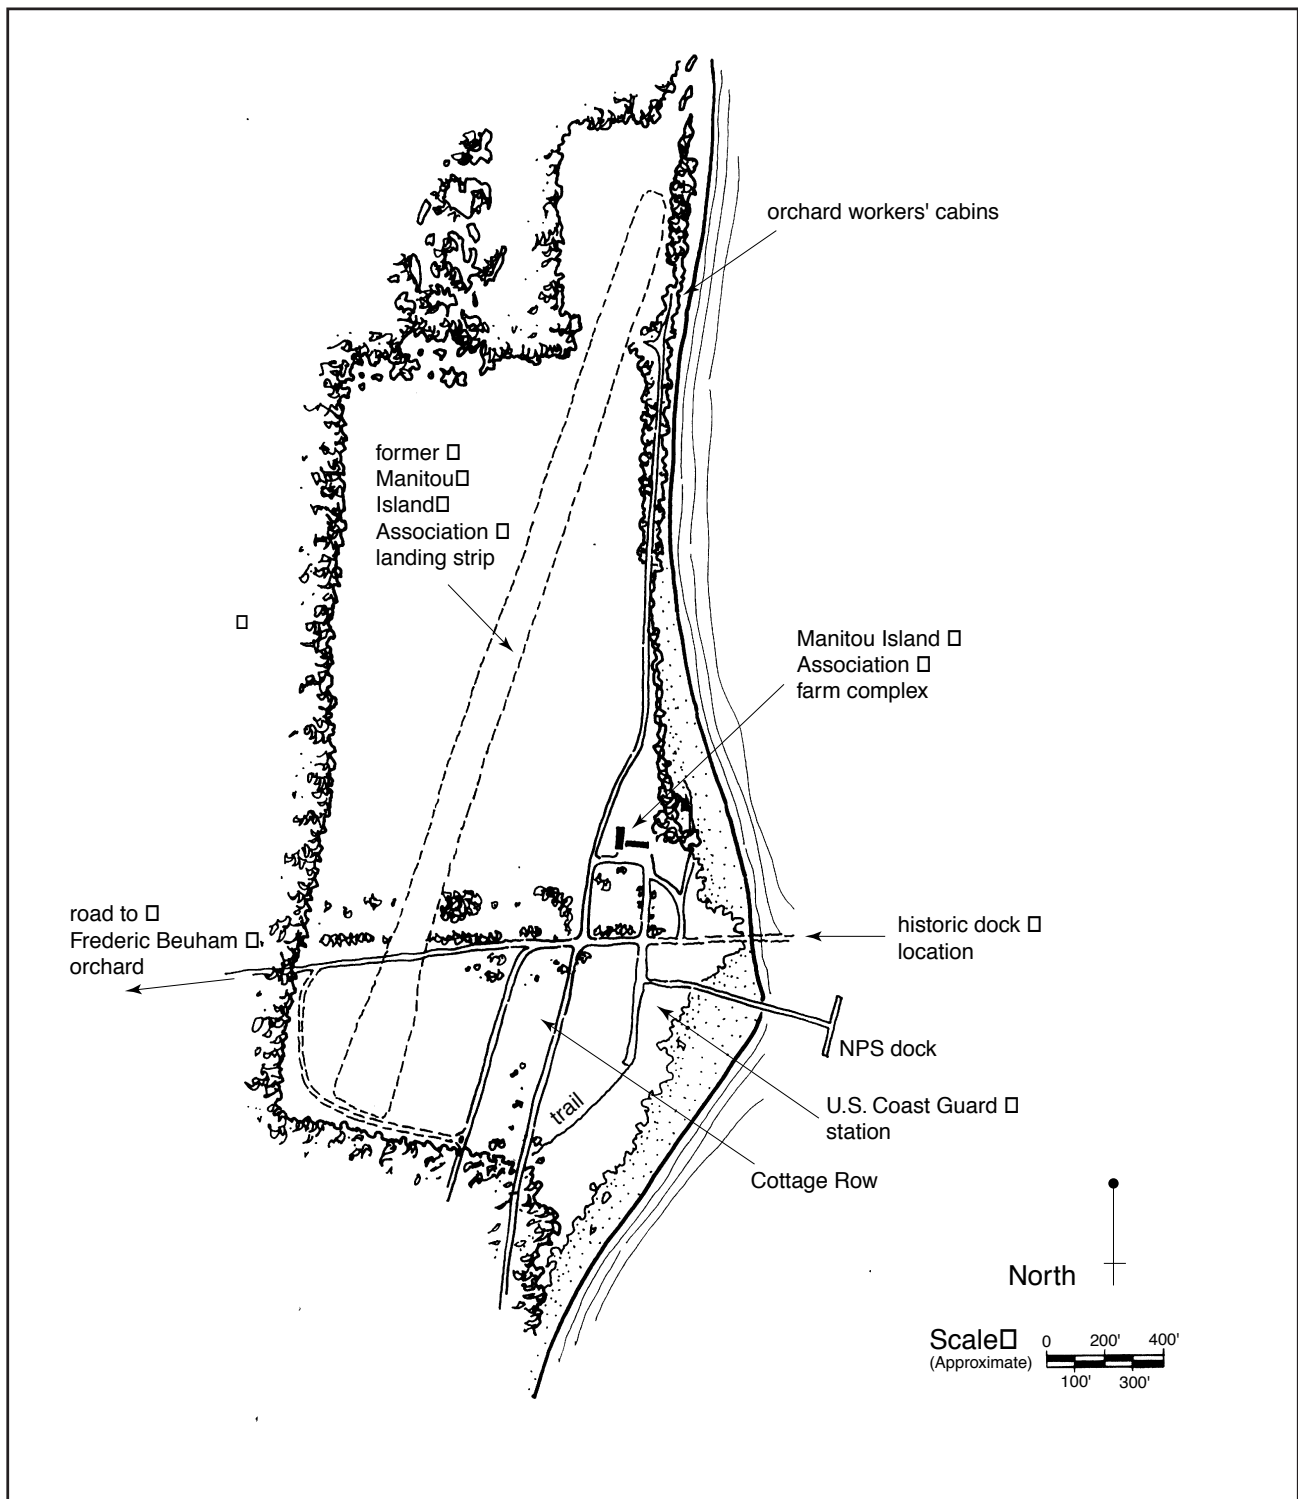 orchard workers' cabins
former □
Manitou□
Island□
Association □
landing strip
□
Manitou Island □
Association □
farm complex
road to □
Frederic Beuham □
orchard
historic dock □
location
NPS dock
U.S. Coast Guard □
station
trail
Cottage Row
North
Scale□
(Approximate)
0 200' 400'
100' 300'